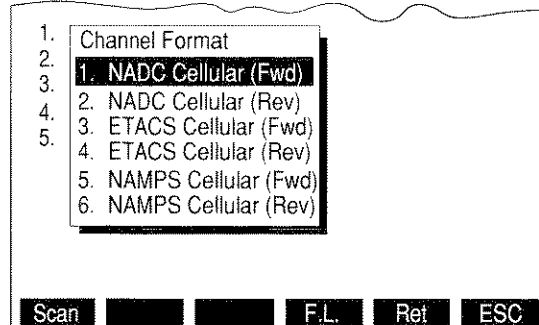 1.
2.
3.
4.
5.
Channel Format
1. NADC Cellular (Fwd)
2. NADC Cellular (Rev)
3. ETACS Cellular (Fwd)
4. ETACS Cellular (Rev)
5. NAMPS Cellular (Fwd)
6. NAMPS Cellular (Rev)
Scan F.L. Ret ESC